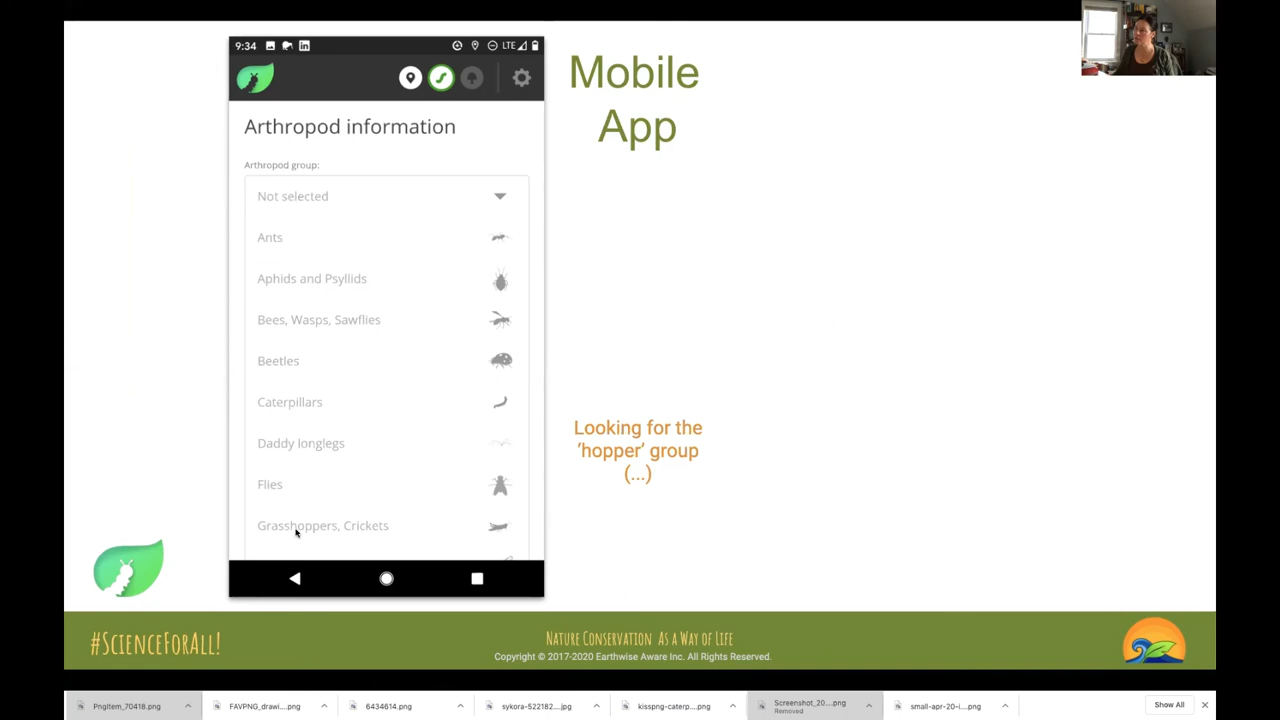 9:34
LTE
Arthropod information
Arthropod group:
Not selected
Ants
Aphids and Psyllids
Bees, Wasps, Sawflies
Beetles
Caterpillars
Daddy longlegs
Flies
Grasshoppers, Crickets
Mobile
App
Looking for the
‘hopper’ group
(...)
#ScienceForAll!
Nature Conservation As a Way of Life
Copyright © 2017-2020 Earthwise Aware Inc. All Rights Reserved.
PngItem_70418.png
FAVPNG_drawi....png
6434614.png
sykora-522182...jpg
kisspng-caterp....png
Screenshot_20....png
Removed
small-apr-20-i....png
Show All